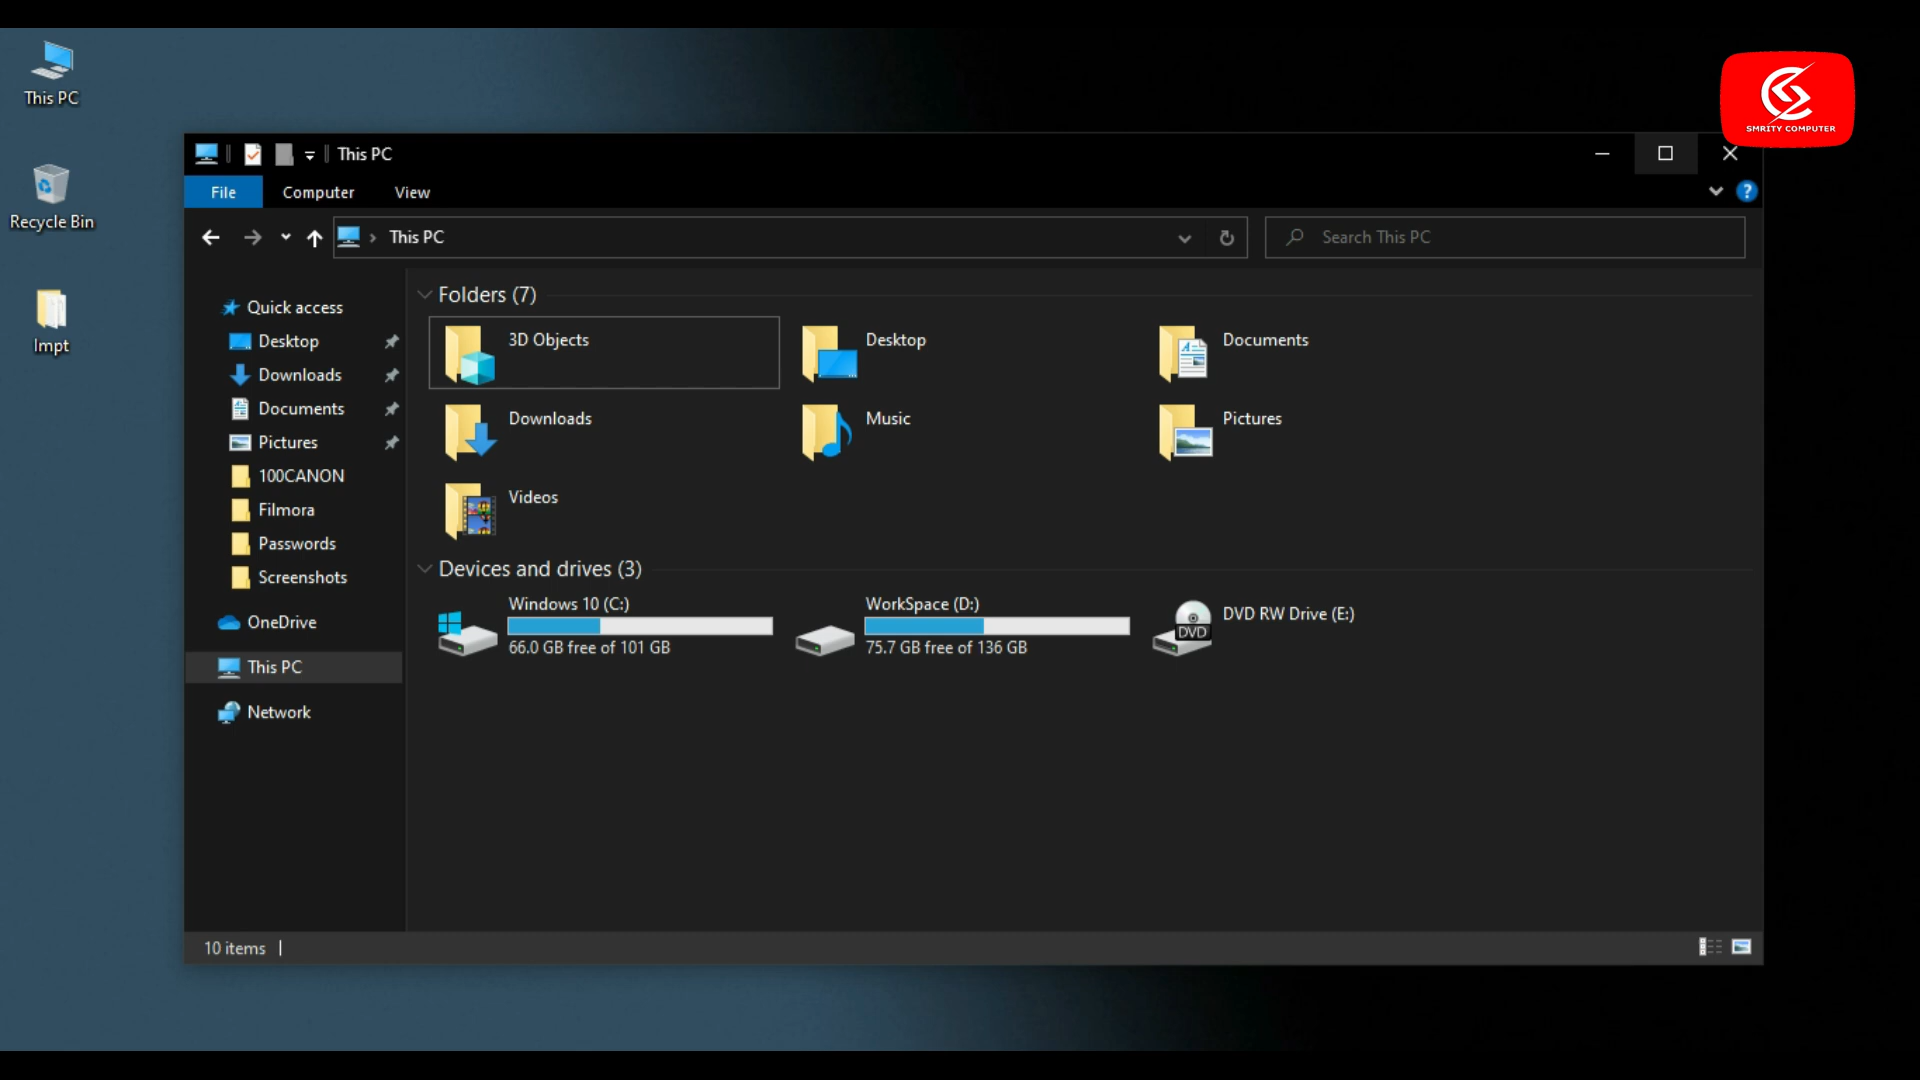 This PC
Recycle Bin
Impt
SMRITY COMPUTER
This PC
File Computer View
This PC
Search This PC
Quick access
Desktop
Downloads
Documents
Pictures
100CANON
Filmora
Passwords
Screenshots
OneDrive
This PC
Network
Folders (7)
3D Objects
Desktop
Documents
Downloads
Music
Pictures
Videos
Devices and drives (3)
Windows 10 (C:)
66.0 GB free of 101 GB
WorkSpace (D:)
75.7 GB free of 136 GB
DVD
DVD RW Drive (E:)
10 items